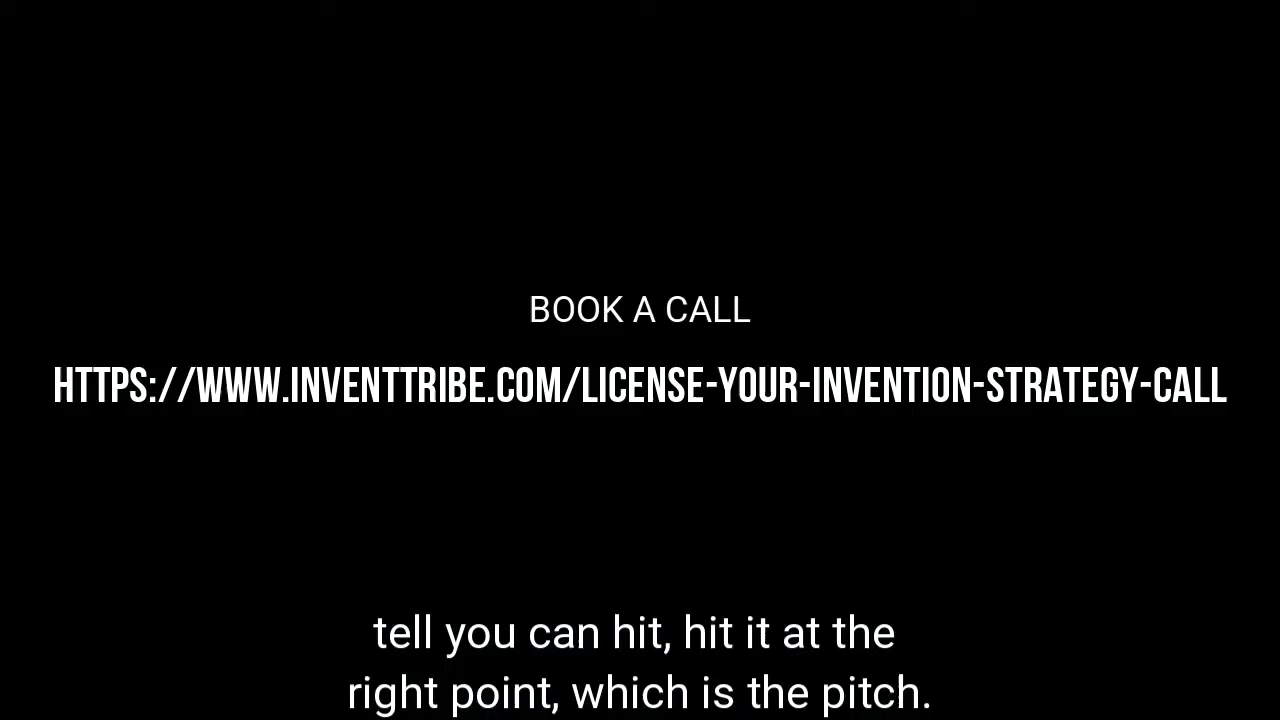 BOOK A CALL
HTTPS://WWW.INVENTTRIBE.COM/LICENSE-YOUR-INVENTION-STRATEGY-CALL
tell you can hit, hit it at the
right point, which is the pitch.